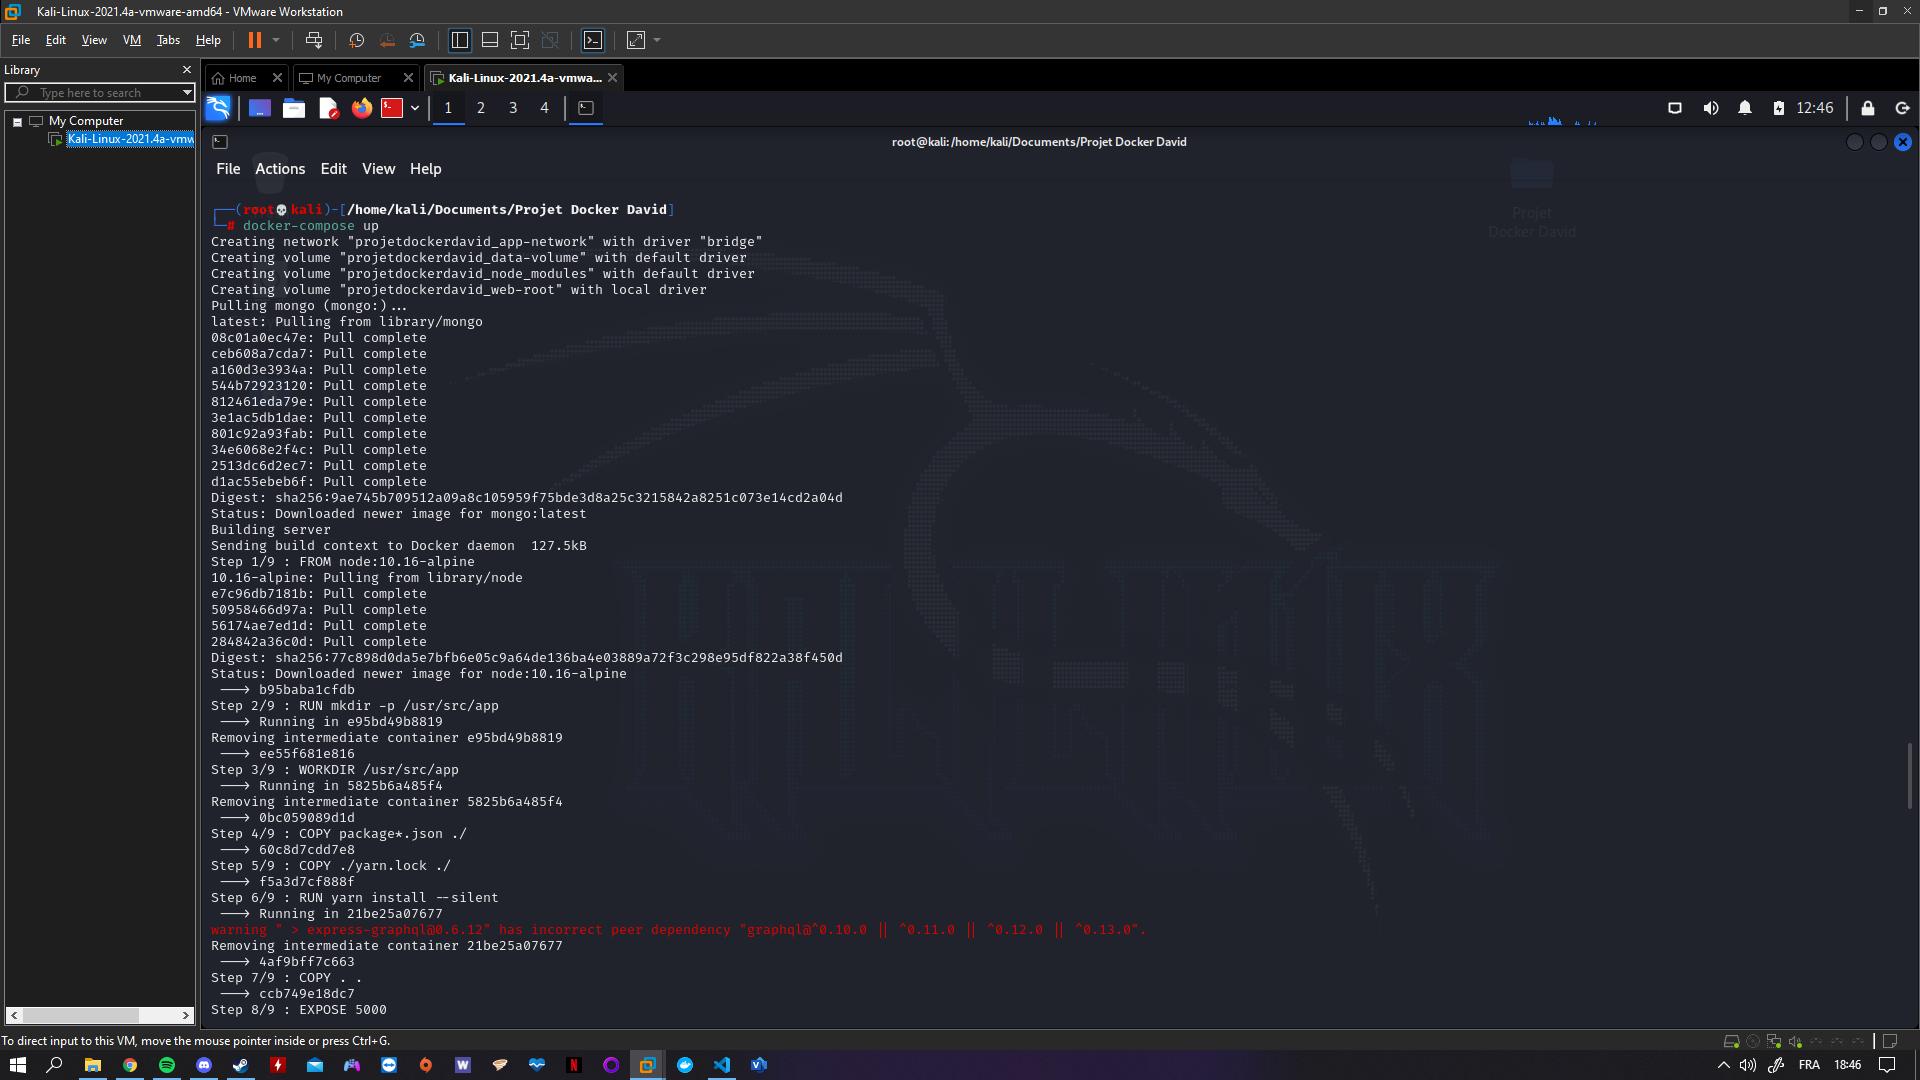 Kali-Linux-2021.4a-vmware-amd64 - VMware Workstation
File Edit View VM Tabs Help
Library
Type here to search
My Computer
Kali-Linux-2021.4a-vmw
Home
My Computer
Kali-Linux-2021.4a-vmwa...
1 2 3 4
12:46
root@kali: /home/kali/Documents/Projet Docker David
File Actions Edit View Help
Projet
Docker David
(root💀kali)-[/home/kali/Documents/Projet Docker David]
# docker-compose up
Creating network "projetdockerdavid_app-network" with driver "bridge"
Creating volume "projetdockerdavid_data-volume" with default driver
Creating volume "projetdockerdavid_node_modules" with default driver
Creating volume "projetdockerdavid_web-root" with local driver
Pulling mongo (mongo:)...
latest: Pulling from library/mongo
08c01a0ec47e: Pull complete
ceb608a7cda7: Pull complete
a160d3e3934a: Pull complete
544b72923120: Pull complete
812461eda79e: Pull complete
3e1ac5db1dae: Pull complete
801c92a93fab: Pull complete
34e6068e2f4c: Pull complete
2513dc6d2ec7: Pull complete
d1ac55ebeb6f: Pull complete
Digest: sha256:9ae745b709512a09a8c105959f75bde3d8a25c3215842a8251c073e14cd2a04d
Status: Downloaded newer image for mongo:latest
Building server
Sending build context to Docker daemon  127.5kB
Step 1/9 : FROM node:10.16-alpine
10.16-alpine: Pulling from library/node
e7c96db7181b: Pull complete
50958466d97a: Pull complete
56174ae7ed1d: Pull complete
284842a36c0d: Pull complete
Digest: sha256:77c898d0da5e7bfb6e05c9a64de136ba4e03889a72f3c298e95df822a38f450d
Status: Downloaded newer image for node:10.16-alpine
---> b95baba1cfdb
Step 2/9 : RUN mkdir -p /usr/src/app
---> Running in e95bd49b8819
Removing intermediate container e95bd49b8819
---> ee55f681e816
Step 3/9 : WORKDIR /usr/src/app
---> Running in 5825b6a485f4
Removing intermediate container 5825b6a485f4
---> 0bc059089d1d
Step 4/9 : COPY package*.json ./
---> 60c8d7cdd7e8
Step 5/9 : COPY ./yarn.lock ./
---> f5a3d7cf888f
Step 6/9 : RUN yarn install --silent
---> Running in 21be25a07677
warning " > express-graphql@0.6.12" has incorrect peer dependency "graphql@^0.10.0 || ^0.11.0 || ^0.12.0 || ^0.13.0".
Removing intermediate container 21be25a07677
---> 4af9bff7c663
Step 7/9 : COPY . .
---> ccb749e18dc7
Step 8/9 : EXPOSE 5000
To direct input to this VM, move the mouse pointer inside or press Ctrl+G.
FRA 18:46